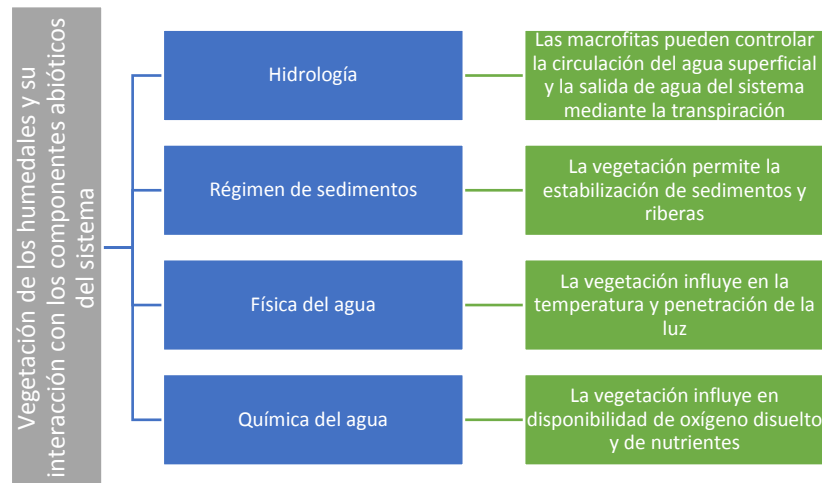 Vegetación de los humedales y su
interacción con los componentes abióticos
del sistema
Hidrología
Las macrofitas pueden controlar
la circulación del agua superficial
y la salida de agua del sistema
mediante la transpiración
Régimen de sedimentos
La vegetación permite la
estabilización de sedimentos y
riberas
Física del agua
La vegetación influye en la
temperatura y penetración de la
luz
Química del agua
La vegetación influye en
disponibilidad de oxígeno disuelto
y de nutrientes